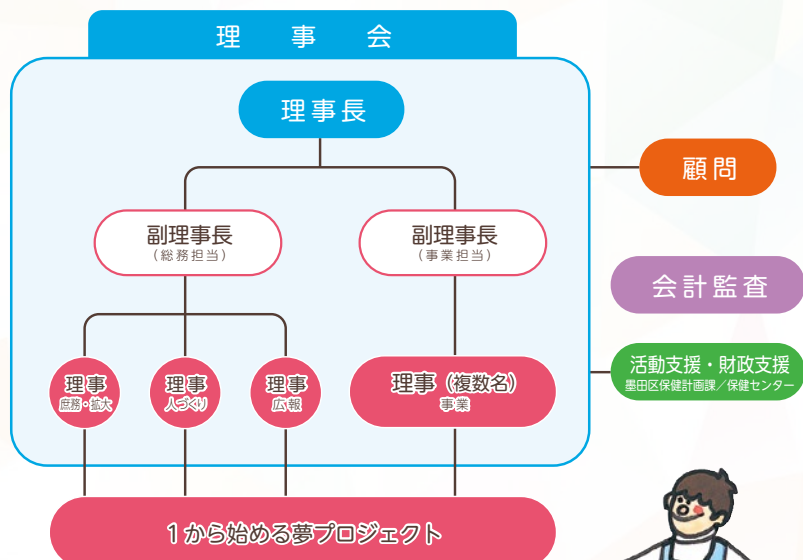 理事会
理事長
顧問
副理事長
（総務担当）
副理事長
（事業担当）
会計監査
活動支援・財政支援
墨田区保健計画課／保健センター
理事
庶務・拡大
理事
人づくり
理事
広報
理事（複数名）
事業
1から始める夢プロジェクト